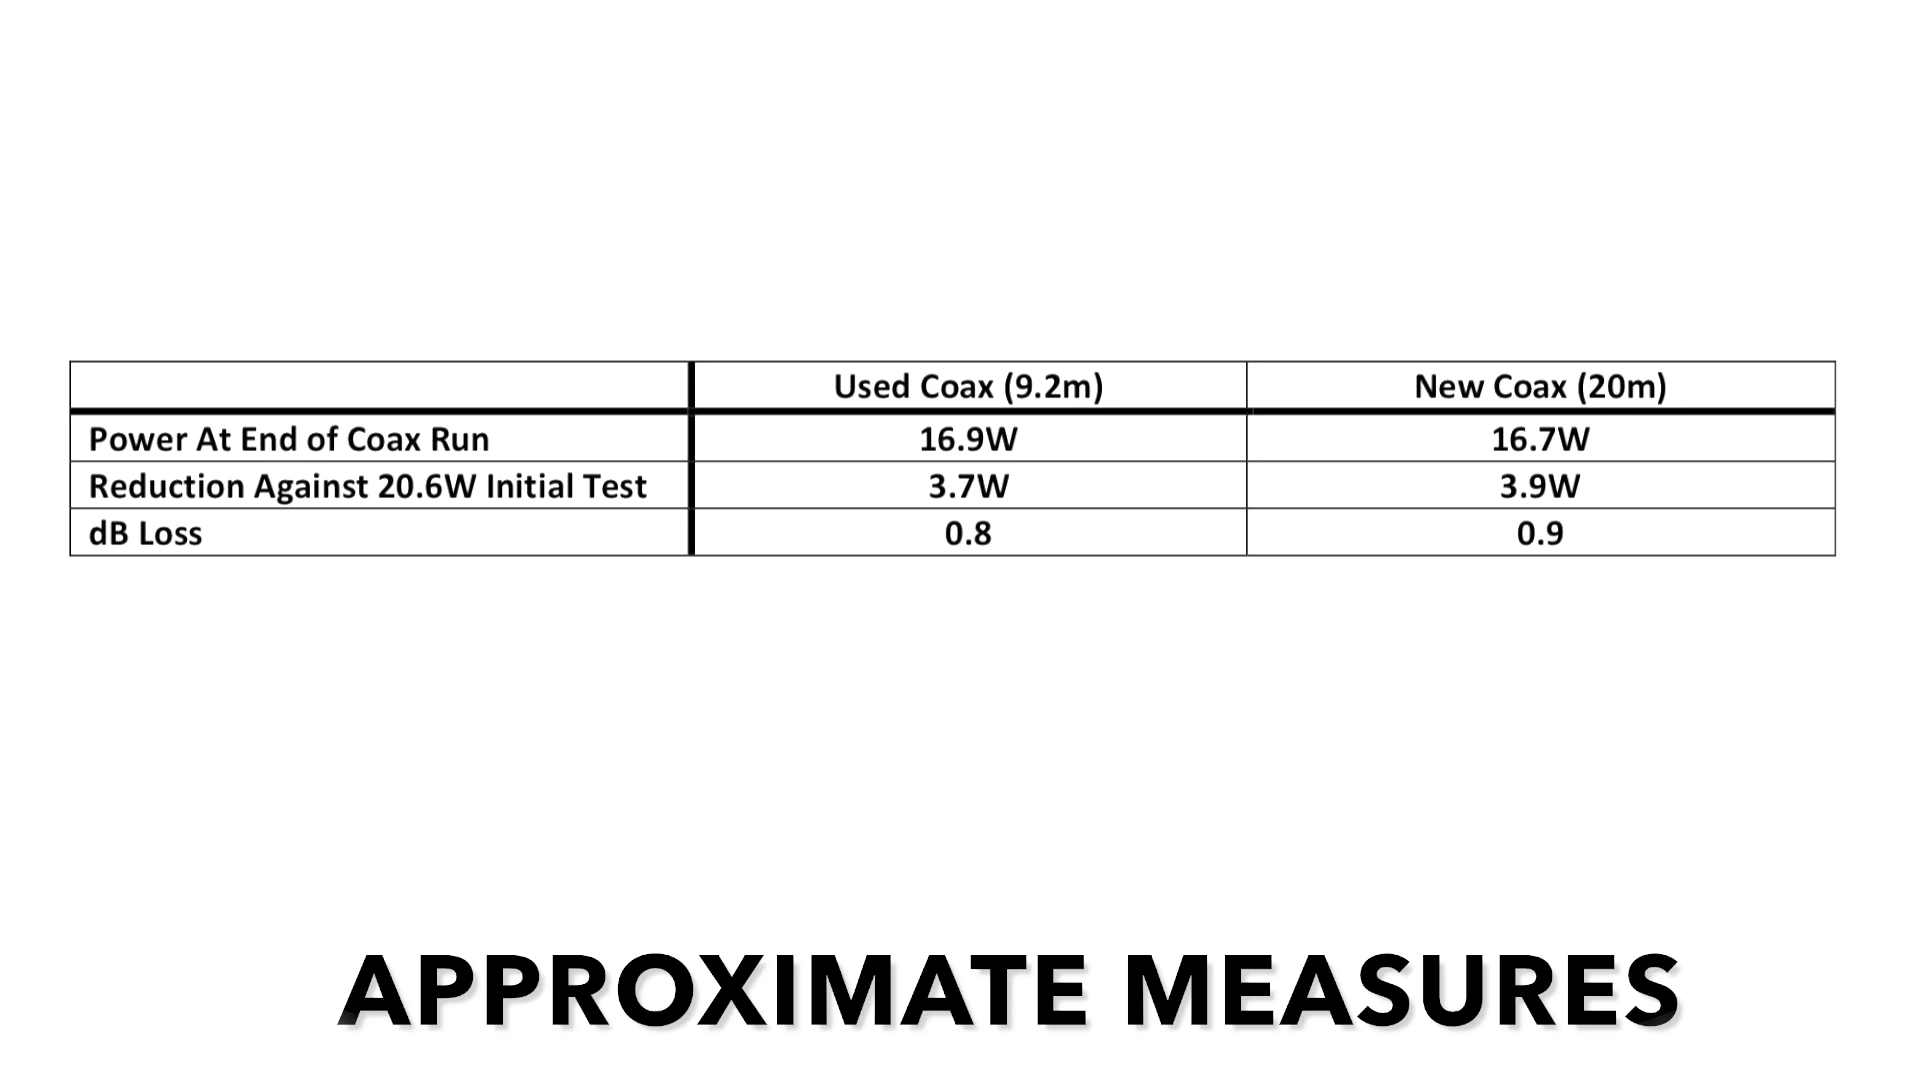 Used Coax (9.2m) New Coax (20m)
Power At End of Coax Run 16.9W 16.7W
Reduction Against 20.6W Initial Test 3.7W 3.9W
dB Loss 0.8 0.9
APPROXIMATE MEASURES